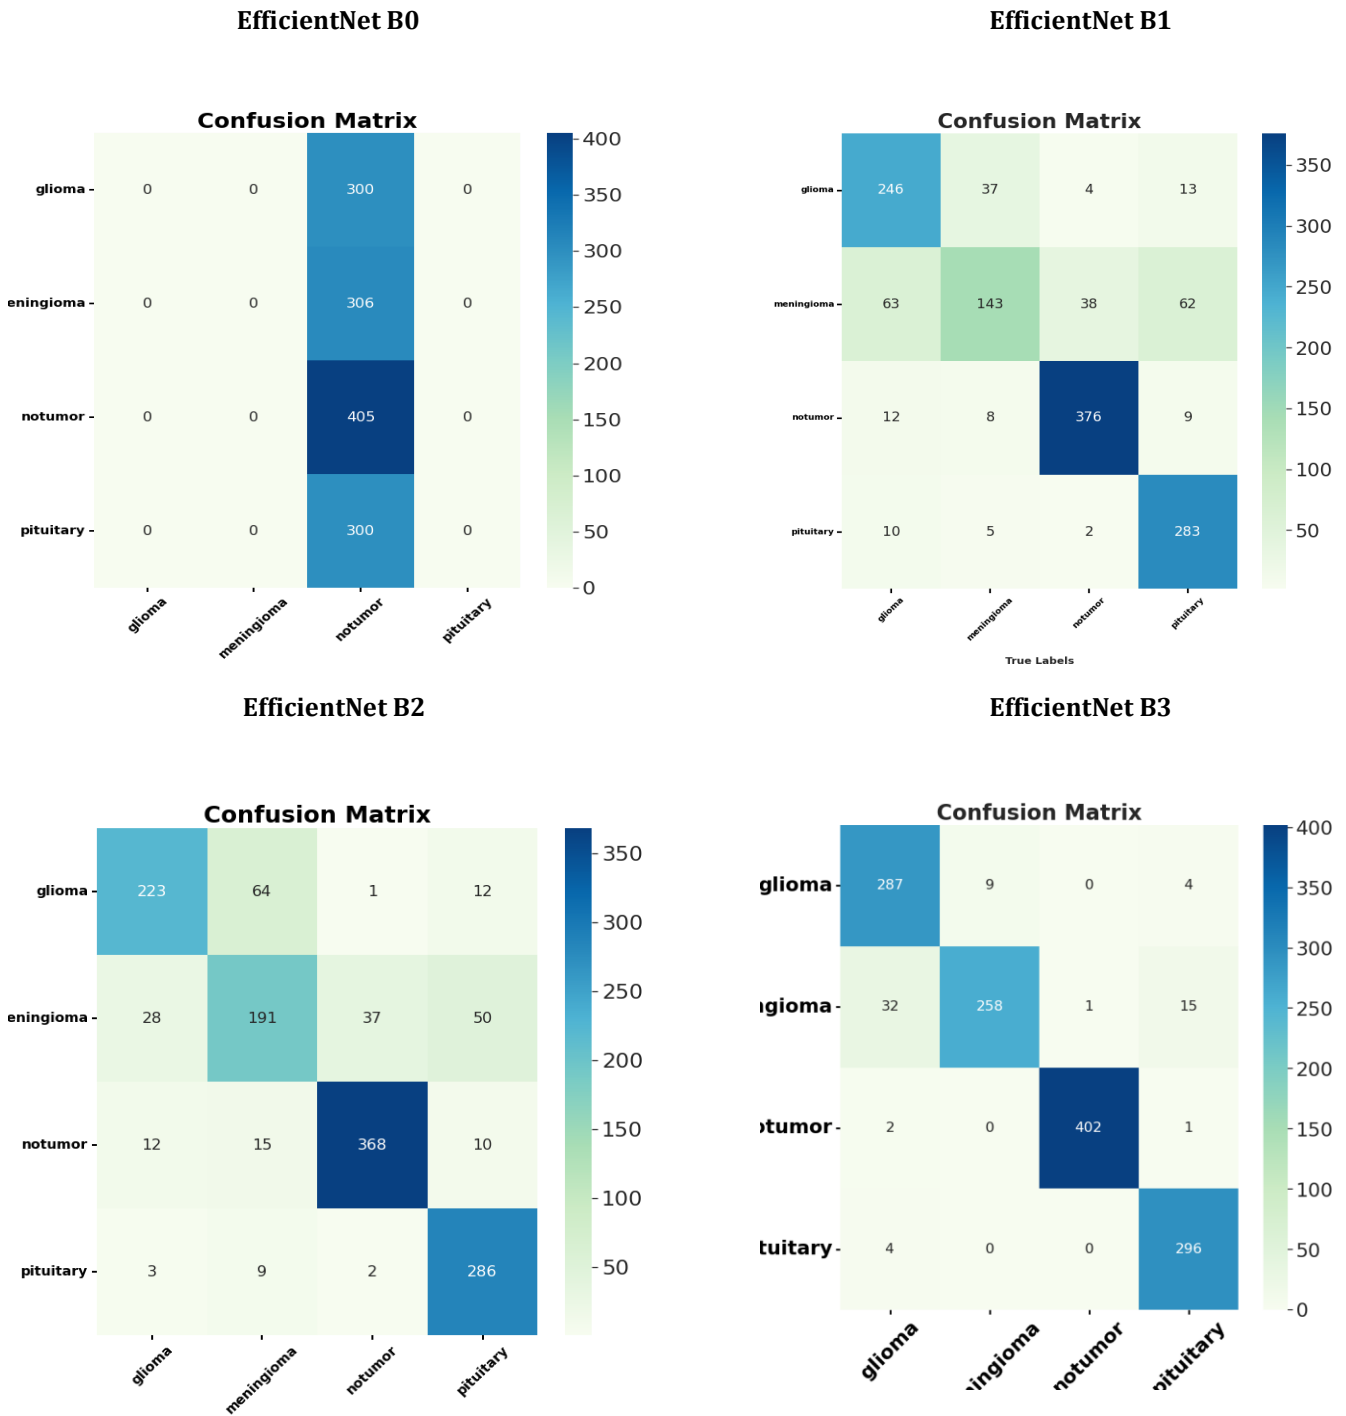 EfficientNet B0
Confusion Matrix
glioma 0 0 300 0
eningioma 0 0 306 0
notumor 0 0 405 0
pituitary 0 0 300 0
400
350
300
250
200
150
100
50
0
glioma meningioma notumor pituitary
EfficientNet B1
Confusion Matrix
glioma 246 37 4 13
meningioma 63 143 38 62
notumor 12 8 376 9
pituitary 10 5 2 283
350
300
250
200
150
100
50
glioma meningioma notumor pituitary
True Labels
EfficientNet B2
Confusion Matrix
glioma 223 64 1 12
eningioma 28 191 37 50
notumor 12 15 368 10
pituitary 3 9 2 286
350
300
250
200
150
100
50
glioma meningioma notumor pituitary
EfficientNet B3
Confusion Matrix
glioma 287 9 0 4
ngioma 32 258 1 15
otumor 2 0 402 1
tuitary 4 0 0 296
400
350
300
250
200
150
100
50
0
glioma ningioma notumor pituitary